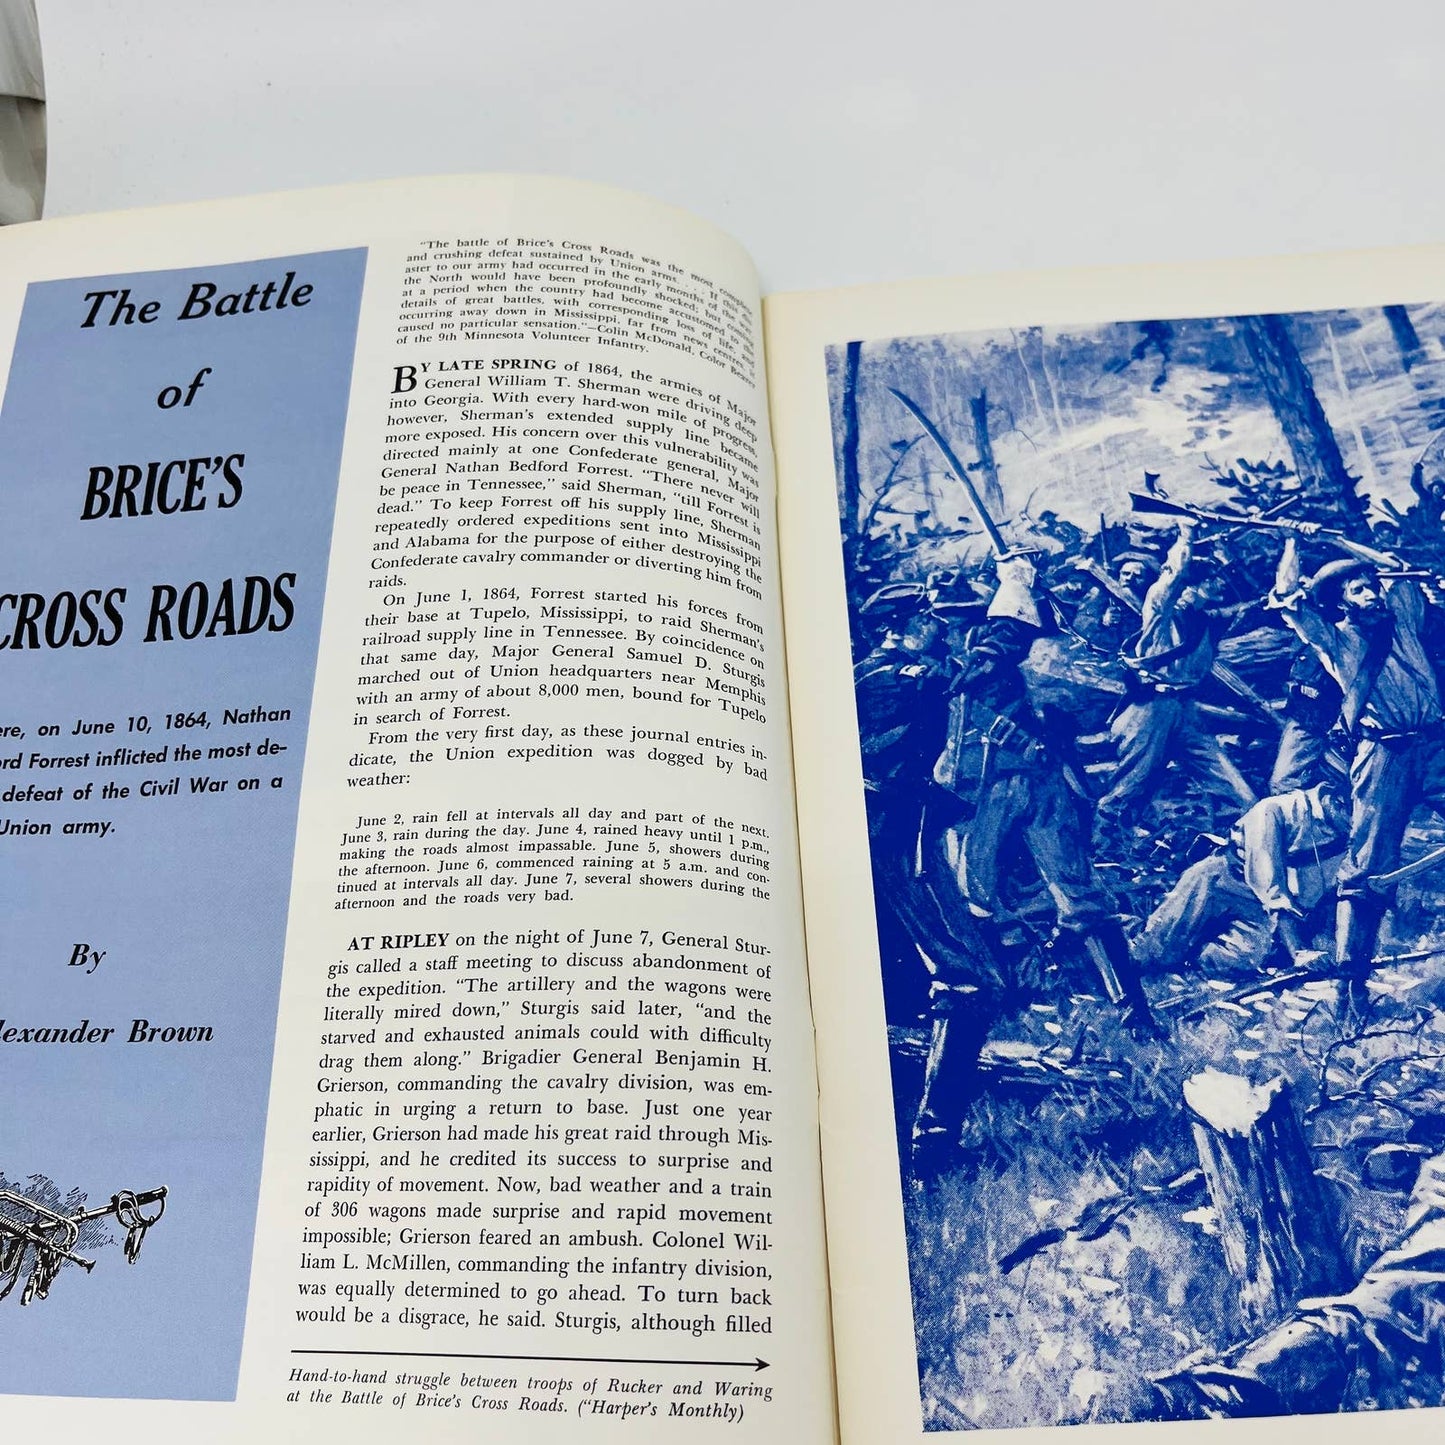 The Battle
of
BRICE'S
CROSS ROADS
on June 10, 1864, Nathan
Forrest inflicted the most de-
defeat of the Civil War on a
Union army.
By
Brown
"The battle of Brice's Cross Roads was the most complete
and crushing defeat sustained by Union arms. . . . If this dis-
aster to our army had occurred in the early months of the war
the North would have been profoundly shocked; but coming
at a period when the country had become accustomed to the
details of great battles, with corresponding loss of life, and
occurring away down in Mississippi, far from news centres, it
caused no particular sensation."—Colin McDonald, Color Bearer
of the 9th Minnesota Volunteer Infantry.
BY LATE SPRING of 1864, the armies of Major
General William T. Sherman were driving deep
into Georgia. With every hard-won mile of progress,
however, Sherman's extended supply line became
more exposed. His concern over this vulnerability was
directed mainly at one Confederate general, Major
General Nathan Bedford Forrest. "There never will
be peace in Tennessee," said Sherman, "till Forrest is
dead." To keep Forrest off his supply line, Sherman
repeatedly ordered expeditions sent into Mississippi
and Alabama for the purpose of either destroying the
Confederate cavalry commander or diverting him from
raids.
On June 1, 1864, Forrest started his forces from
their base at Tupelo, Mississippi, to raid Sherman's
railroad supply line in Tennessee. By coincidence on
that same day, Major General Samuel D. Sturgis
marched out of Union headquarters near Memphis
with an army of about 8,000 men, bound for Tupelo
in search of Forrest.
From the very first day, as these journal entries in-
dicate, the Union expedition was dogged by bad
weather:
June 2, rain fell at intervals all day and part of the next.
June 3, rain during the day. June 4, rained heavy until 1 p.m.,
making the roads almost impassable. June 5, showers during
the afternoon. June 6, commenced raining at 5 a.m. and con-
tinued at intervals all day. June 7, several showers during the
afternoon and the roads very bad.
AT RIPLEY on the night of June 7, General Stur-
gis called a staff meeting to discuss abandonment of
the expedition. "The artillery and the wagons were
literally mired down," Sturgis said later, "and the
starved and exhausted animals could with difficulty
drag them along." Brigadier General Benjamin H.
Grierson, commanding the cavalry division, was em-
phatic in urging a return to base. Just one year
earlier, Grierson had made his great raid through Mis-
sissippi, and he credited its success to surprise and
rapidity of movement. Now, bad weather and a train
of 306 wagons made surprise and rapid movement
impossible; Grierson feared an ambush. Colonel Wil-
liam L. McMillen, commanding the infantry division,
was equally determined to go ahead. To turn back
would be a disgrace, he said. Sturgis, although filled
Hand-to-hand struggle between troops of Rucker and Waring
at the Battle of Brice's Cross Roads. ("Harper's Monthly)